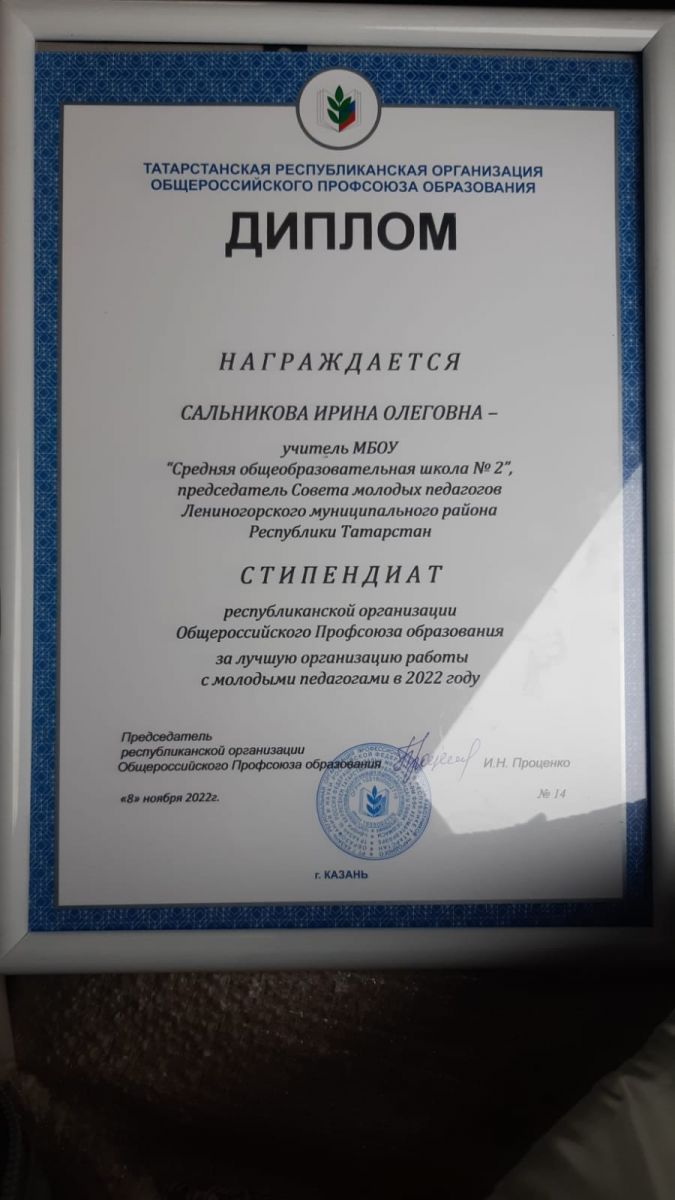 ТАТАРСТАНСКАЯ РЕСПУБЛИКАНСКАЯ ОРГАНИЗАЦИЯ
ОБЩЕРОССИЙСКОГО ПРОФСОЮЗА ОБРАЗОВАНИЯ
ДИПЛОМ
НАГРАЖДАЕТСЯ
САЛЬНИКОВА ИРИНА ОЛЕГОВНА –
учитель МБОУ
"Средняя общеобразовательная школа № 2",
председатель Совета молодых педагогов
Лениногорского муниципального района
Республики Татарстан
СТИПЕНДИАТ
республиканской организации
Общероссийского Профсоюза образования
за лучшую организацию работы
с молодыми педагогами в 2022 году
Председатель
республиканской организации
Общероссийского Профсоюза образования И.Н. Проценко
«8» ноября 2022г. № 14
г. КАЗАНЬ